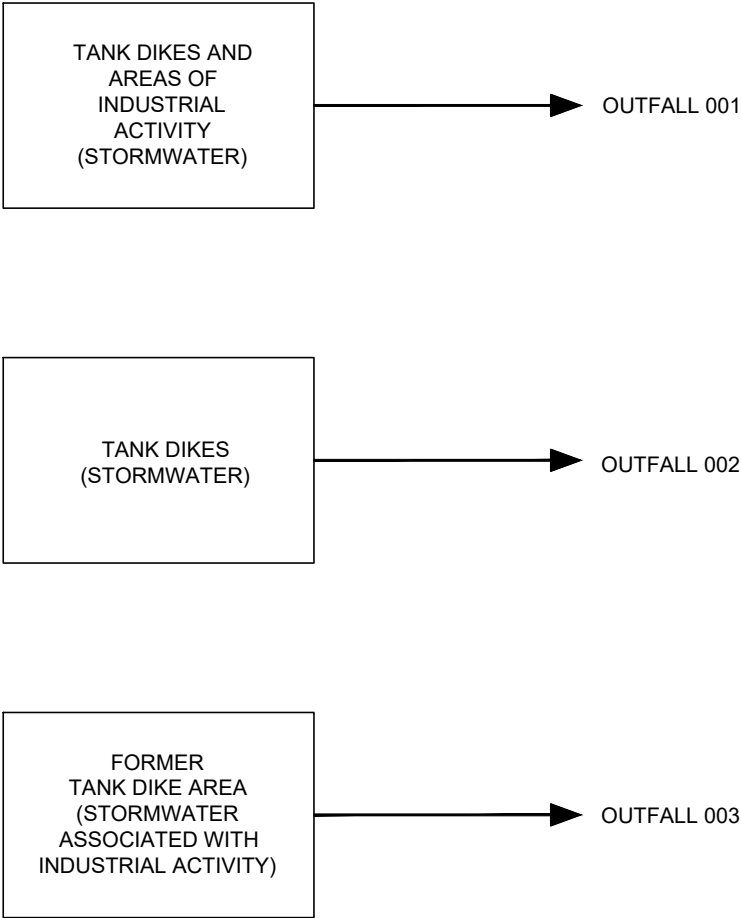 TANK DIKES AND
AREAS OF
INDUSTRIAL
ACTIVITY
(STORMWATER)
OUTFALL 001
TANK DIKES
(STORMWATER)
OUTFALL 002
FORMER
TANK DIKE AREA
(STORMWATER
ASSOCIATED WITH
INDUSTRIAL ACTIVITY)
OUTFALL 003